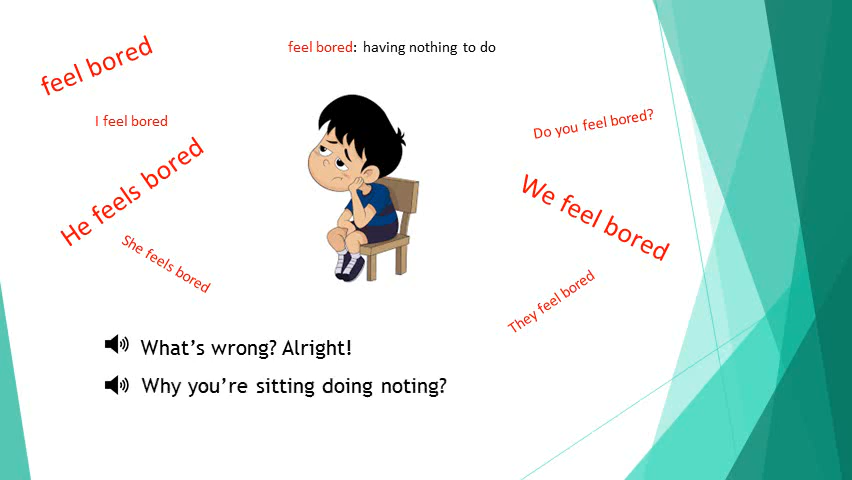 feel bored
feel bored: having nothing to do
I feel bored
Do you feel bored?
He feels bored
We feel bored
She feels bored
They feel bored
What's wrong? Alright!
Why you're sitting doing noting?